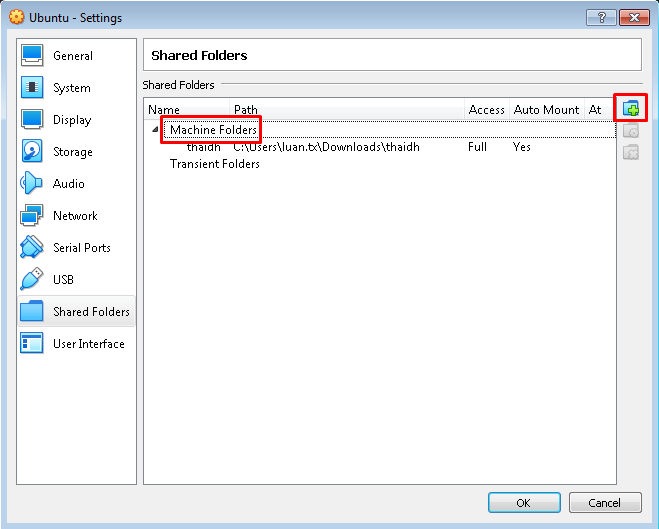 Ubuntu - Settings
?
General
System
Display
Storage
Audio
Network
Serial Ports
USB
Shared Folders
User Interface
Shared Folders
Shared Folders
Name Path Access Auto Mount At
Machine Folders
thaidh C:\Users\luan.tx\Downloads\thaidh Full Yes
Transient Folders
OK Cancel